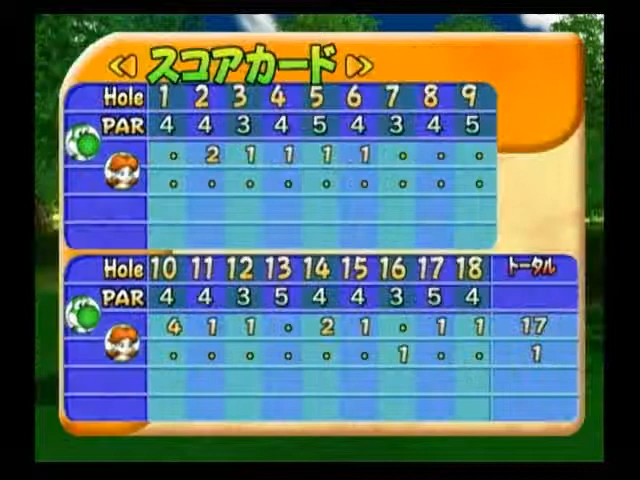 スコアカード
Hole 1 2 3 4 5 6 7 8 9
PAR 4 4 3 4 5 4 3 4 5
◦ 2 1 1 1 1 ◦ ◦ ◦
◦ ◦ ◦ ◦ ◦ ◦ ◦ ◦ ◦
Hole 10 11 12 13 14 15 16 17 18 トータル
PAR 4 4 3 5 4 4 3 5 4
4 1 1 ◦ 2 1 ◦ 1 1 17
◦ ◦ ◦ ◦ ◦ ◦ 1 ◦ ◦ 1